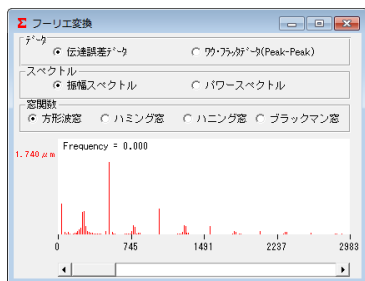 Σ フーリエ変換
データ
伝達誤差データ ワウ・フラッタデータ(Peak-Peak)
スペクトル
振幅スペクトル パワースペクトル
窓関数
方形波窓 ハミング窓 ハニング窓 ブラックマン窓
Frequency = 0.000
1.740 μm
0 745 1491 2237 2983